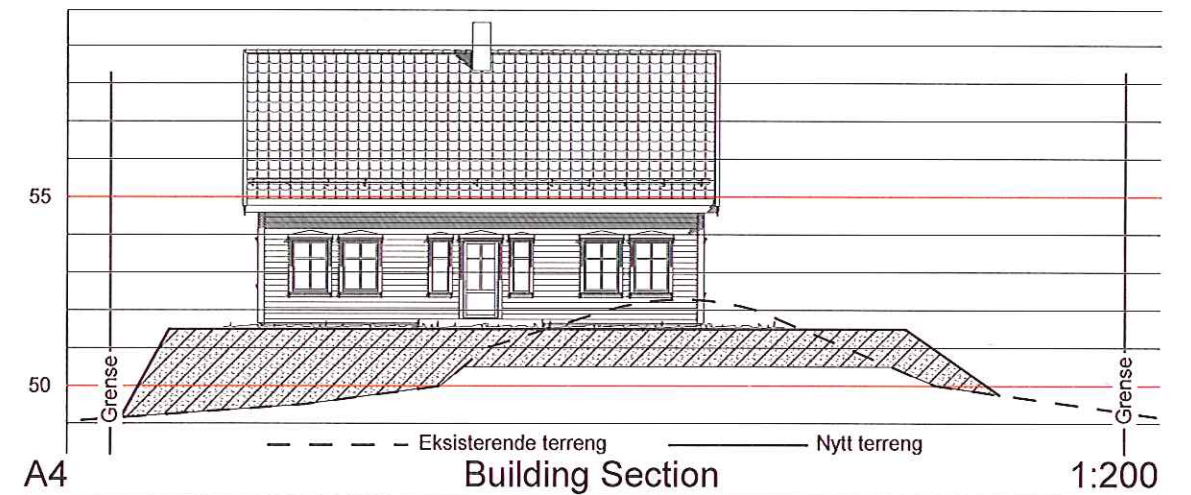 55
50
Grense
Grense
Eksisterende terreng
Nytt terreng
A4
Building Section
1:200